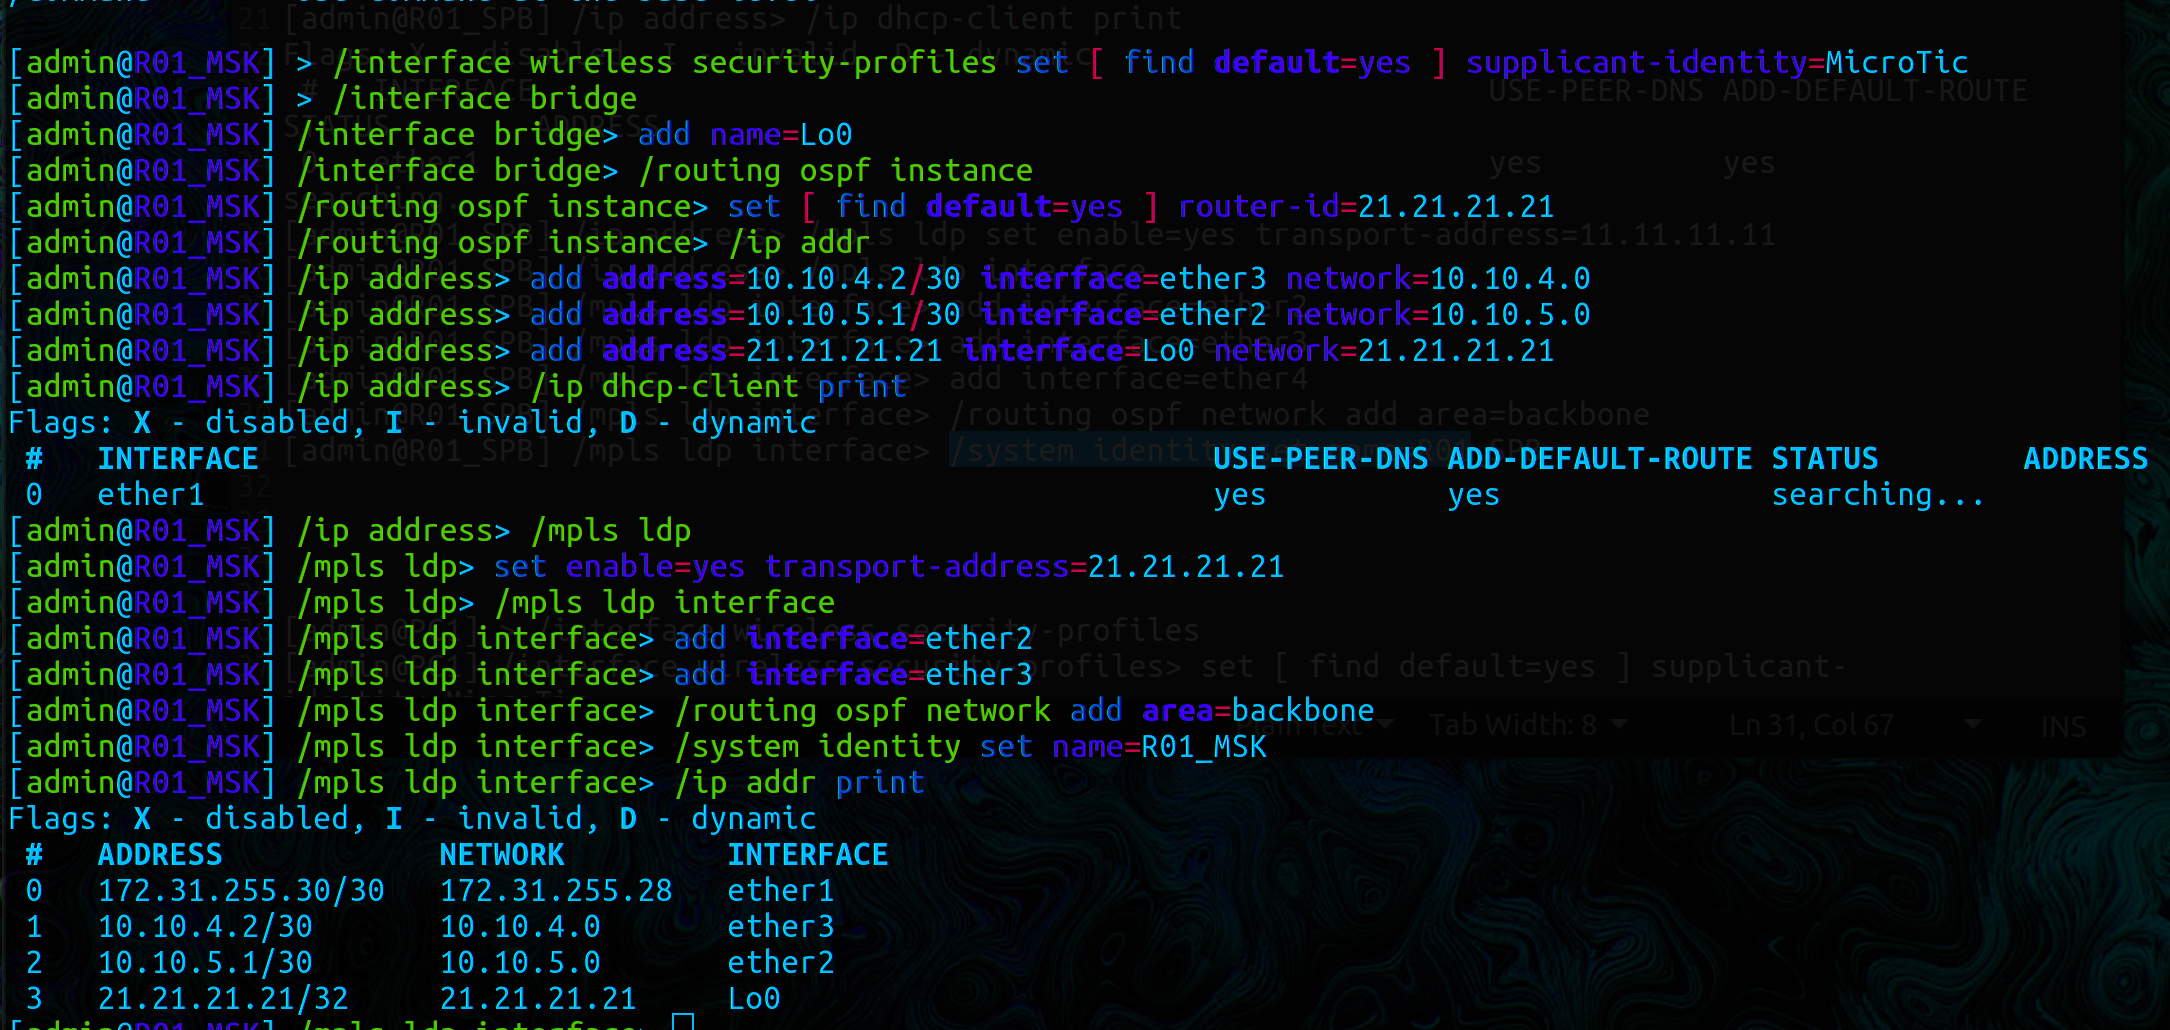 [admin@R01_MSK] > /interface wireless security-profiles set [ find default=yes ] supplicant-identity=MicroTic
[admin@R01_MSK] > /interface bridge
[admin@R01_MSK] /interface bridge> add name=Lo0
[admin@R01_MSK] /interface bridge> /routing ospf instance
[admin@R01_MSK] /routing ospf instance> set [ find default=yes ] router-id=21.21.21.21
[admin@R01_MSK] /routing ospf instance> /ip addr
[admin@R01_MSK] /ip address> add address=10.10.4.2/30 interface=ether3 network=10.10.4.0
[admin@R01_MSK] /ip address> add address=10.10.5.1/30 interface=ether2 network=10.10.5.0
[admin@R01_MSK] /ip address> add address=21.21.21.21 interface=Lo0 network=21.21.21.21
[admin@R01_MSK] /ip address> /ip dhcp-client print
Flags: X - disabled, I - invalid, D - dynamic
# INTERFACE USE-PEER-DNS ADD-DEFAULT-ROUTE STATUS ADDRESS
0 ether1 yes yes searching...
[admin@R01_MSK] /ip address> /mpls ldp
[admin@R01_MSK] /mpls ldp> set enable=yes transport-address=21.21.21.21
[admin@R01_MSK] /mpls ldp> /mpls ldp interface
[admin@R01_MSK] /mpls ldp interface> add interface=ether2
[admin@R01_MSK] /mpls ldp interface> add interface=ether3
[admin@R01_MSK] /mpls ldp interface> /routing ospf network add area=backbone
[admin@R01_MSK] /mpls ldp interface> /system identity set name=R01_MSK
[admin@R01_MSK] /mpls ldp interface> /ip addr print
Flags: X - disabled, I - invalid, D - dynamic
# ADDRESS NETWORK INTERFACE
0 172.31.255.30/30 172.31.255.28 ether1
1 10.10.4.2/30 10.10.4.0 ether3
2 10.10.5.1/30 10.10.5.0 ether2
3 21.21.21.21/32 21.21.21.21 Lo0
[admin@R01_MSK] /mpls ldp interface>